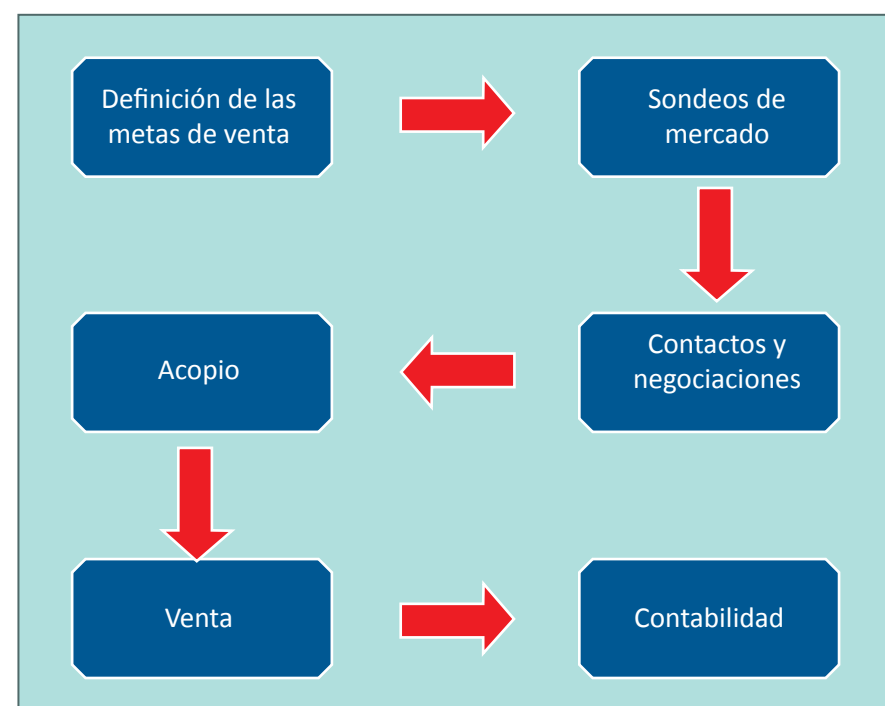 Definición de las
metas de venta
Sondeos de
mercado
Contactos y
negociaciones
Acopio
Venta
Contabilidad